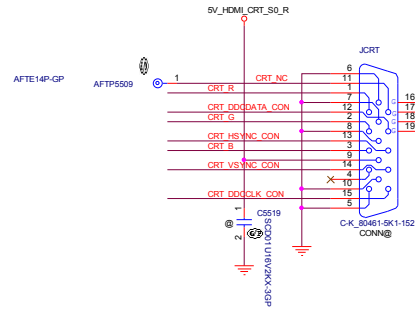 5V_HDMI_CRT_S0_R
JCRT
AFTE14P-GP
AFTP5509
1
CRT_NC
CRT_R
CRT_DDCDATA_CON
CRT_G
CRT_HSYNC_CON
CRT_B
CRT_VSYNC_CON
CRT_DDCCLK_CON
6
11
1
7
12
2
8
13
3
9
14
4
10
15
5
G 16
G 17
G 18
G 19
1
C5519
@
2
SCD01U16V2KX-3GP
C-K_80461-5K1-152
CONN@